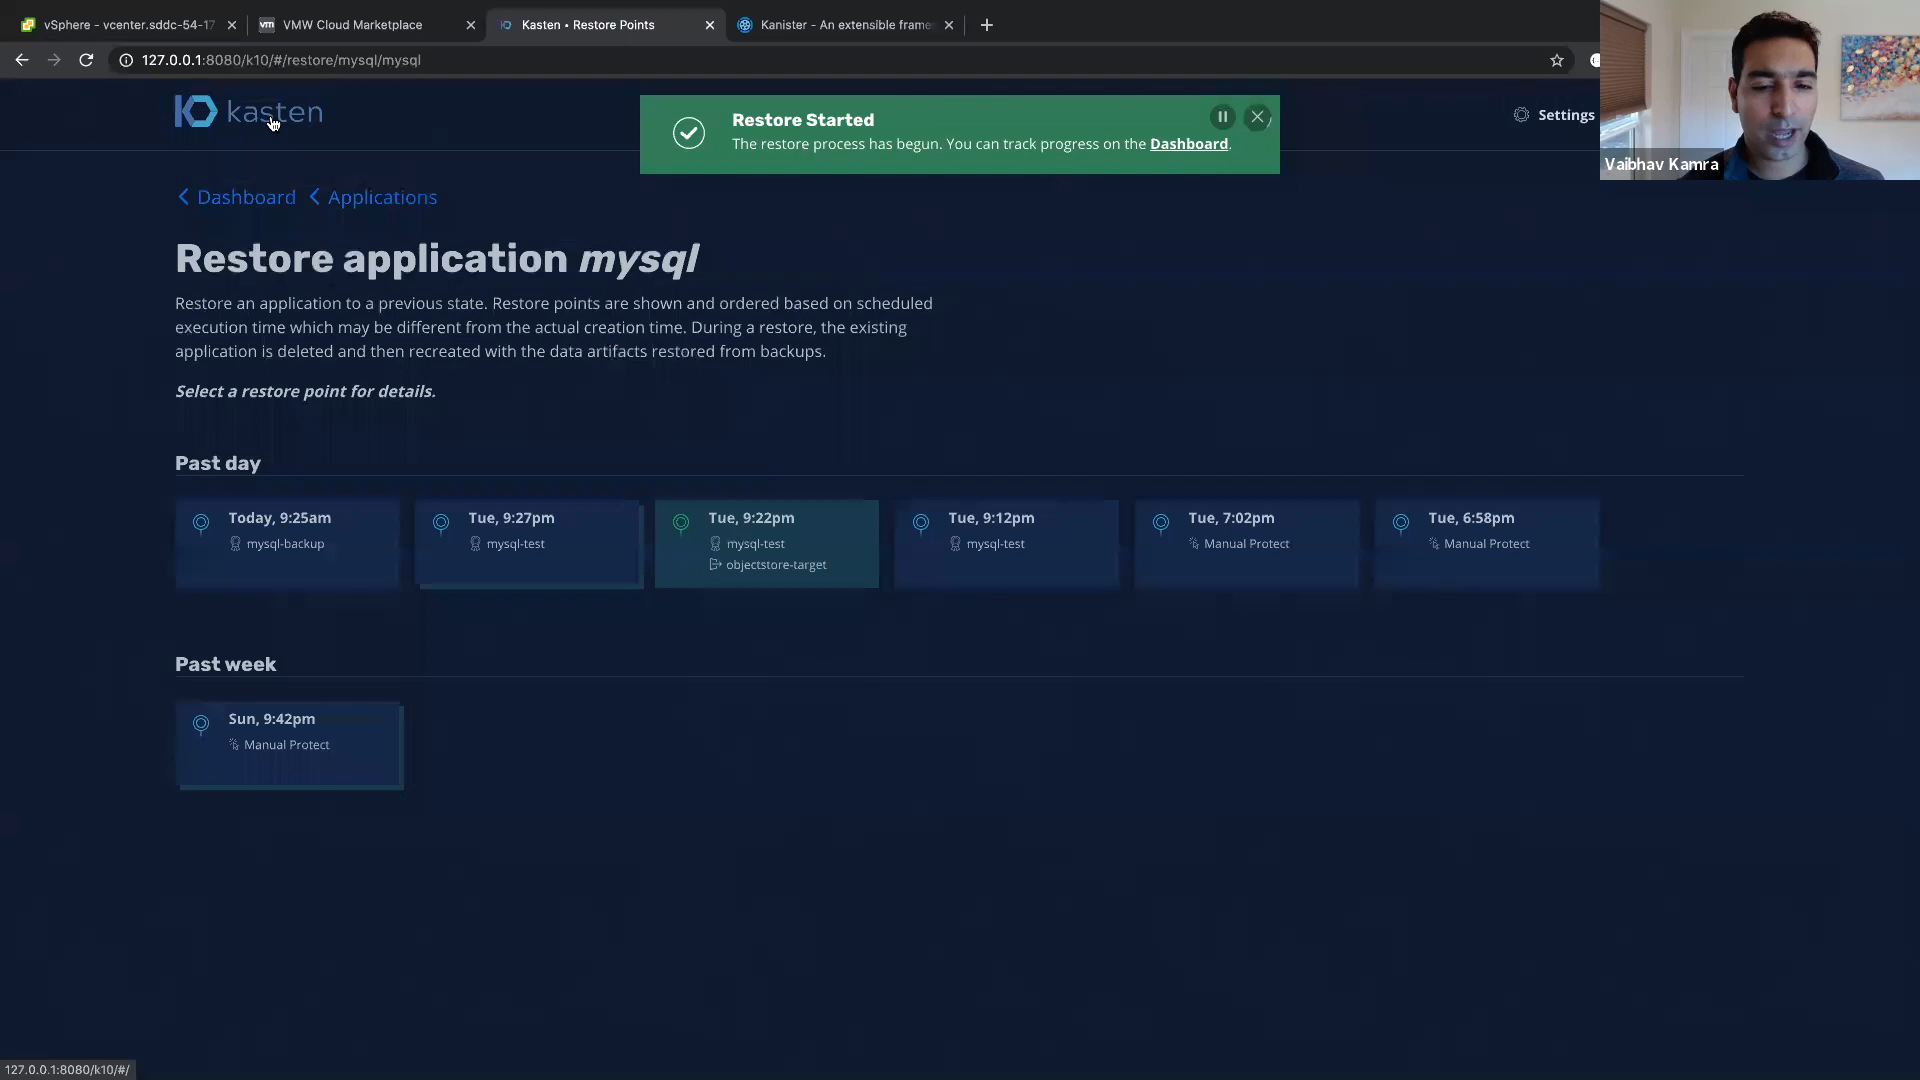 vSphere - vcenter.sddc-54-17
VMW Cloud Marketplace
Kasten • Restore Points
Kanister - An extensible frame
127.0.0.1:8080/k10/#/restore/mysql/mysql
kasten
Restore Started
The restore process has begun. You can track progress on the Dashboard.
Settings
Vaibhav Kamra
Dashboard
Applications
Restore application mysql
Restore an application to a previous state. Restore points are shown and ordered based on scheduled
execution time which may be different from the actual creation time. During a restore, the existing
application is deleted and then recreated with the data artifacts restored from backups.
Select a restore point for details.
Past day
Today, 9:25am
mysql-backup
Tue, 9:27pm
mysql-test
Tue, 9:22pm
mysql-test
objectstore-target
Tue, 9:12pm
mysql-test
Tue, 7:02pm
Manual Protect
Tue, 6:58pm
Manual Protect
Past week
Sun, 9:42pm
Manual Protect
127.0.0.1:8080/k10/#/